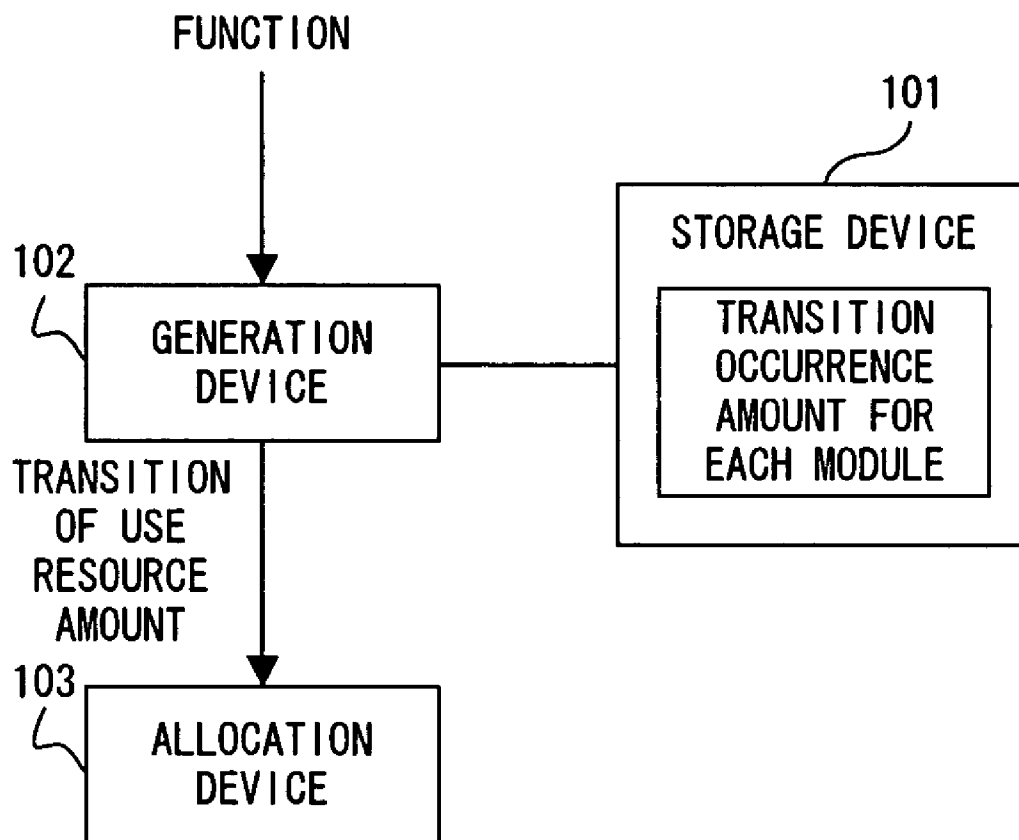 FUNCTION
101
STORAGE DEVICE
TRANSITION
OCCURRENCE
AMOUNT FOR
EACH MODULE
102
GENERATION
DEVICE
TRANSITION
OF USE
RESOURCE
AMOUNT
103
ALLOCATION
DEVICE